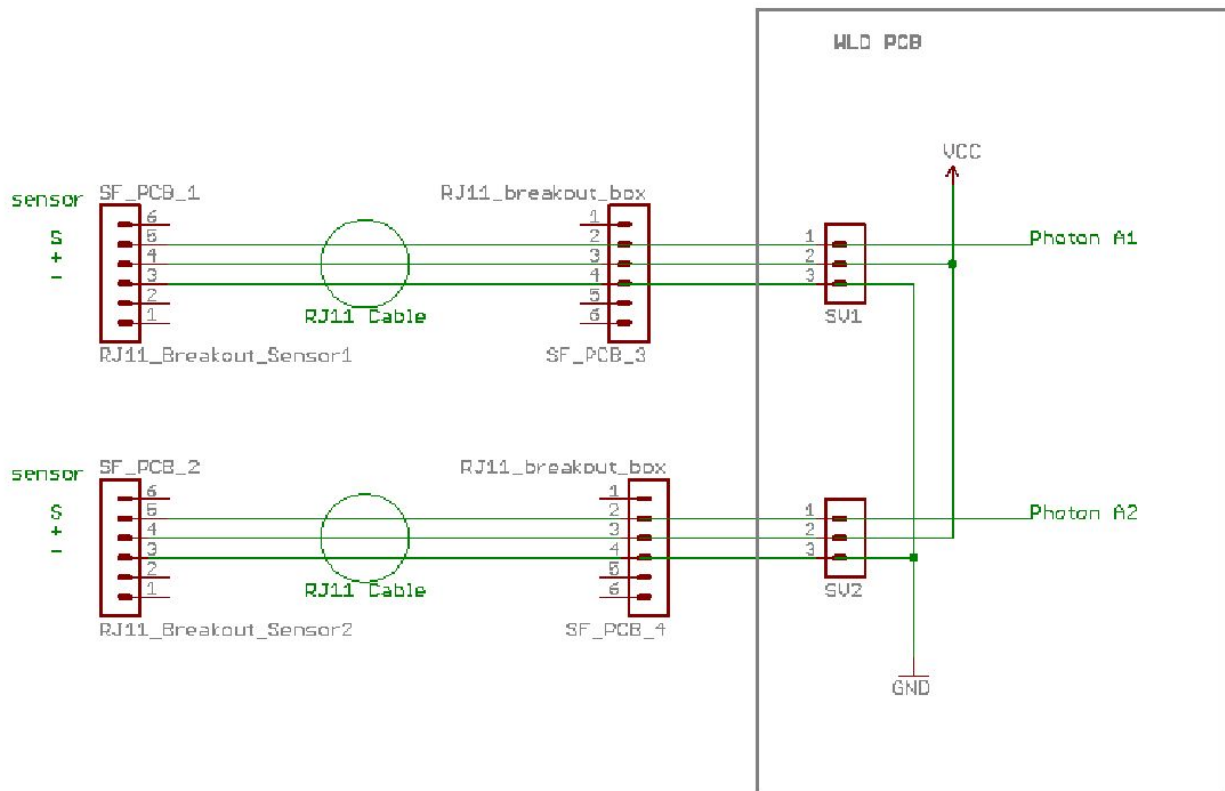 WLD PCB
VCC
sensor
SF_PCB_1
RJ11_breakout_box
S
+
-
6
5
4
3
2
1
1
2
3
4
5
6
1
2
3
Photon A1
RJ11 Cable
SV1
RJ11_Breakout_Sensor1
SF_PCB_3
sensor
SF_PCB_2
RJ11_breakout_box
S
+
-
6
5
4
3
2
1
1
2
3
4
5
6
1
2
3
Photon A2
RJ11 Cable
SV2
RJ11_Breakout_Sensor2
SF_PCB_4
GND